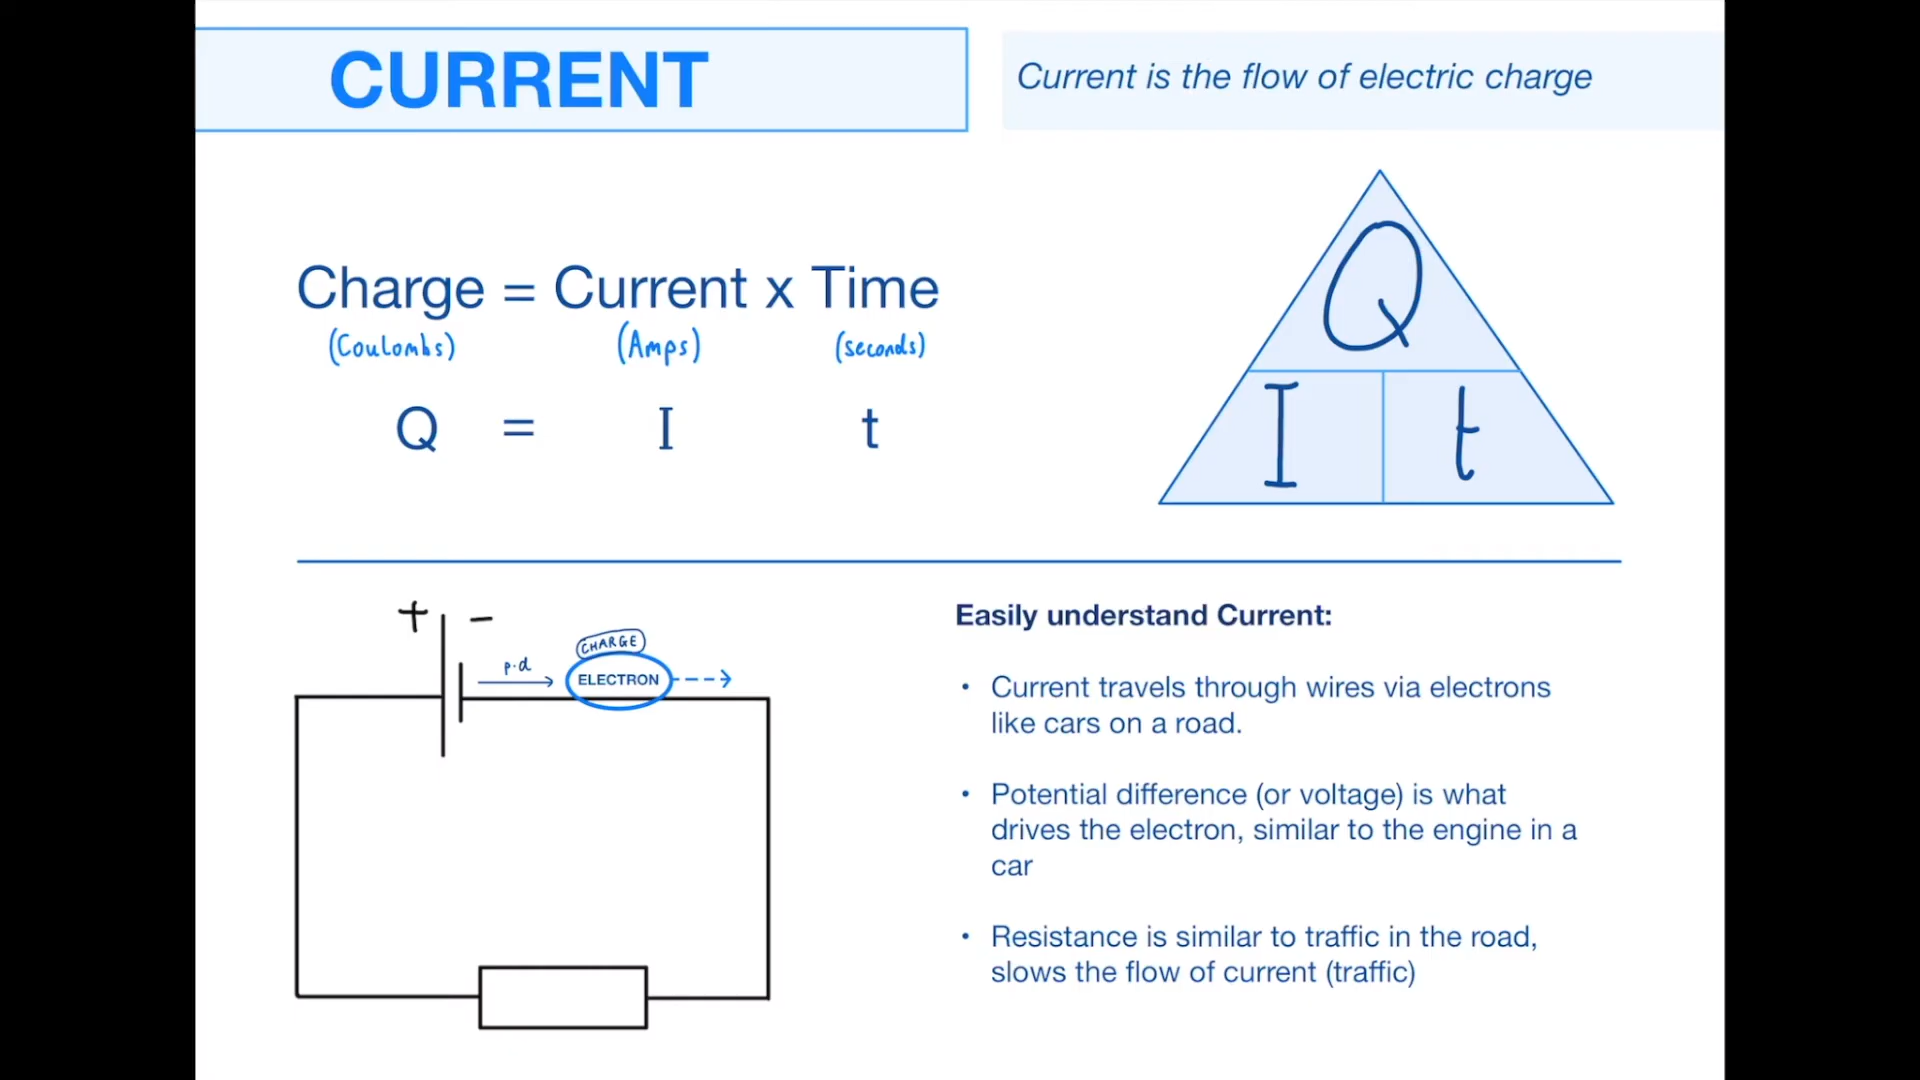 CURRENT
Current is the flow of electric charge
Charge = Current x Time
(Coulombs) (Amps) (seconds)
Q = I t
Q
I t
+ -
CHARGE
p.d
ELECTRON
Easily understand Current:
• Current travels through wires via electrons
like cars on a road.
• Potential difference (or voltage) is what
drives the electron, similar to the engine in a
car
• Resistance is similar to traffic in the road,
slows the flow of current (traffic)